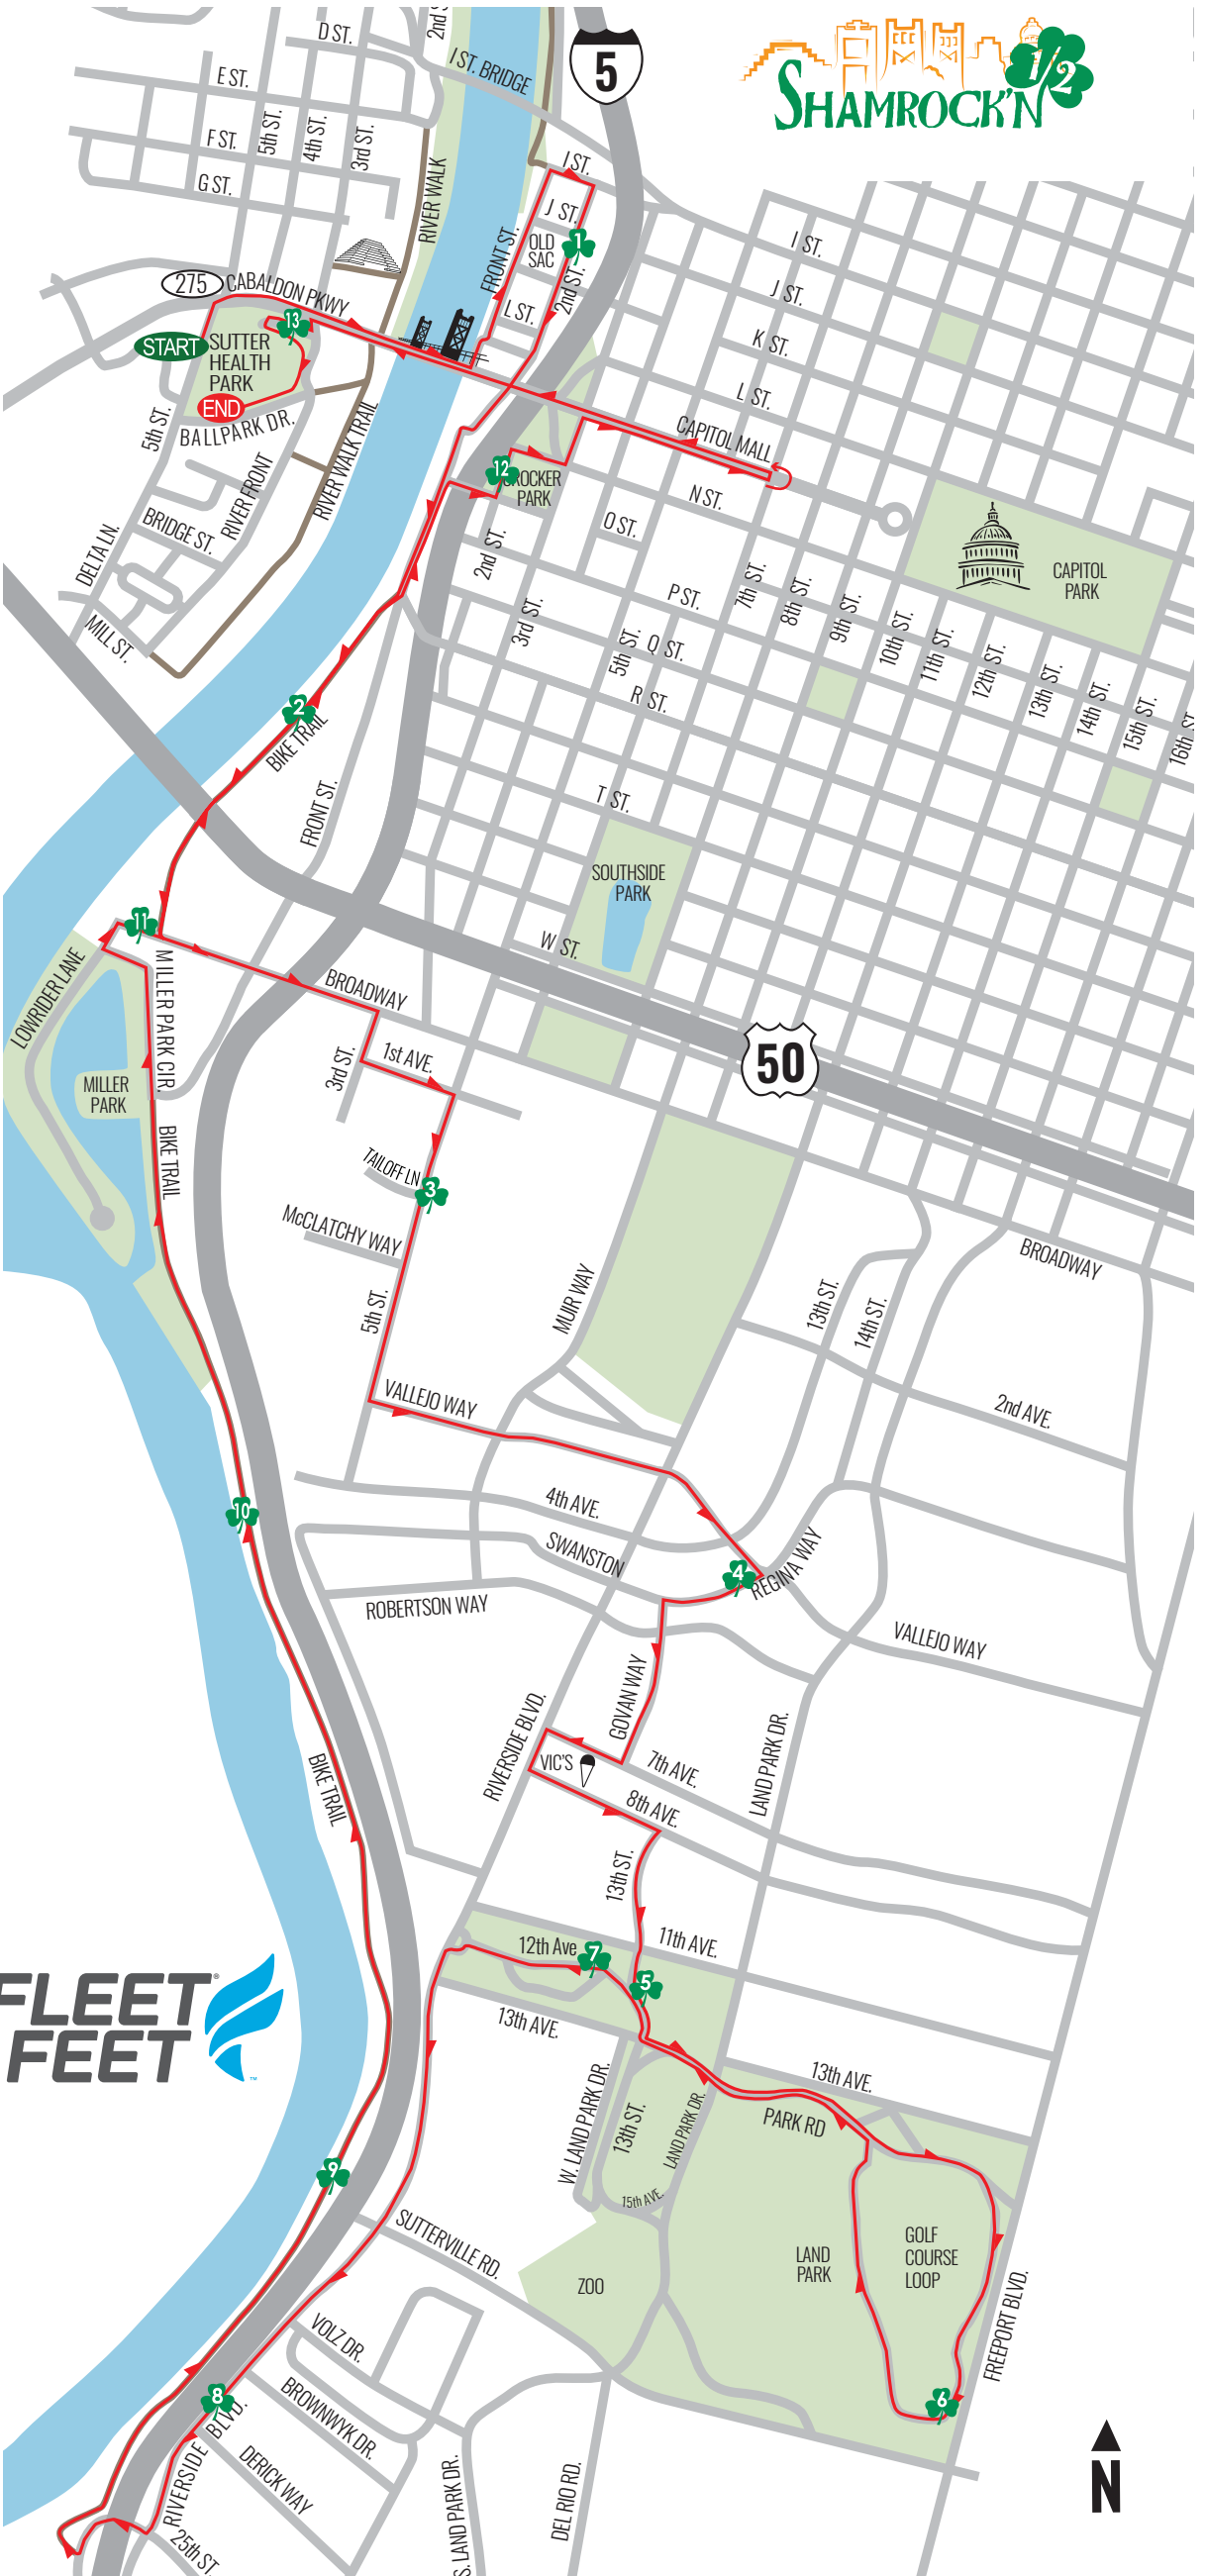 SHAMROCK'N 1/2
5
D ST.
2nd S
I ST. BRIDGE
E ST.
5th ST.
4th ST.
3rd ST.
F ST.
G ST.
RIVER WALK
I ST.
J ST.
1
OLD
SAC
FRONT ST.
2nd ST.
L ST.
I ST.
J ST.
K ST.
L ST.
275
CABALDON PKWY
13
START
SUTTER
HEALTH
PARK
END
BALLPARK DR.
5th ST.
RIVER WALK TRAIL
CAPITOL MALL
12
CROCKER
PARK
N ST.
O ST.
RIVER FRONT
BRIDGE ST.
DELTA LN.
MILL ST.
2nd ST.
3rd ST.
P ST.
5th ST.
Q ST.
R ST.
7th ST.
8th ST.
9th ST.
10th ST.
11th ST.
12th ST.
13th ST.
14th ST.
15th ST.
16th ST
CAPITOL
PARK
2
BIKE TRAIL
FRONT ST.
T ST.
SOUTHSIDE
PARK
W ST.
11
LOWRIDER LANE
MILLER PARK CIR.
BROADWAY
50
MILLER
PARK
3rd ST.
1st AVE.
BIKE TRAIL
TAILOFF LN
3
McCLATCHY WAY
5th ST.
MUIR WAY
13th ST.
14th ST.
BROADWAY
VALLEJO WAY
2nd AVE.
10
4th AVE.
SWANSTON
4
REGINA WAY
ROBERTSON WAY
VALLEJO WAY
GOVAN WAY
RIVERSIDE BLVD.
VIC'S
7th AVE.
LAND PARK DR.
BIKE TRAIL
8th AVE.
13th ST.
12th Ave
7
11th AVE.
5
FLEET
FEET
13th AVE.
13th AVE.
W. LAND PARK DR.
13th ST.
LAND PARK DR.
PARK RD
15th AVE.
9
SUTTERVILLE RD.
ZOO
LAND
PARK
GOLF
COURSE
LOOP
FREEPORT BLVD.
VOLZ DR.
8
RIVERSIDE BLVD.
BROWNWYK DR.
6
DERICK WAY
S. LAND PARK DR.
DEL RIO RD.
25th ST.
N